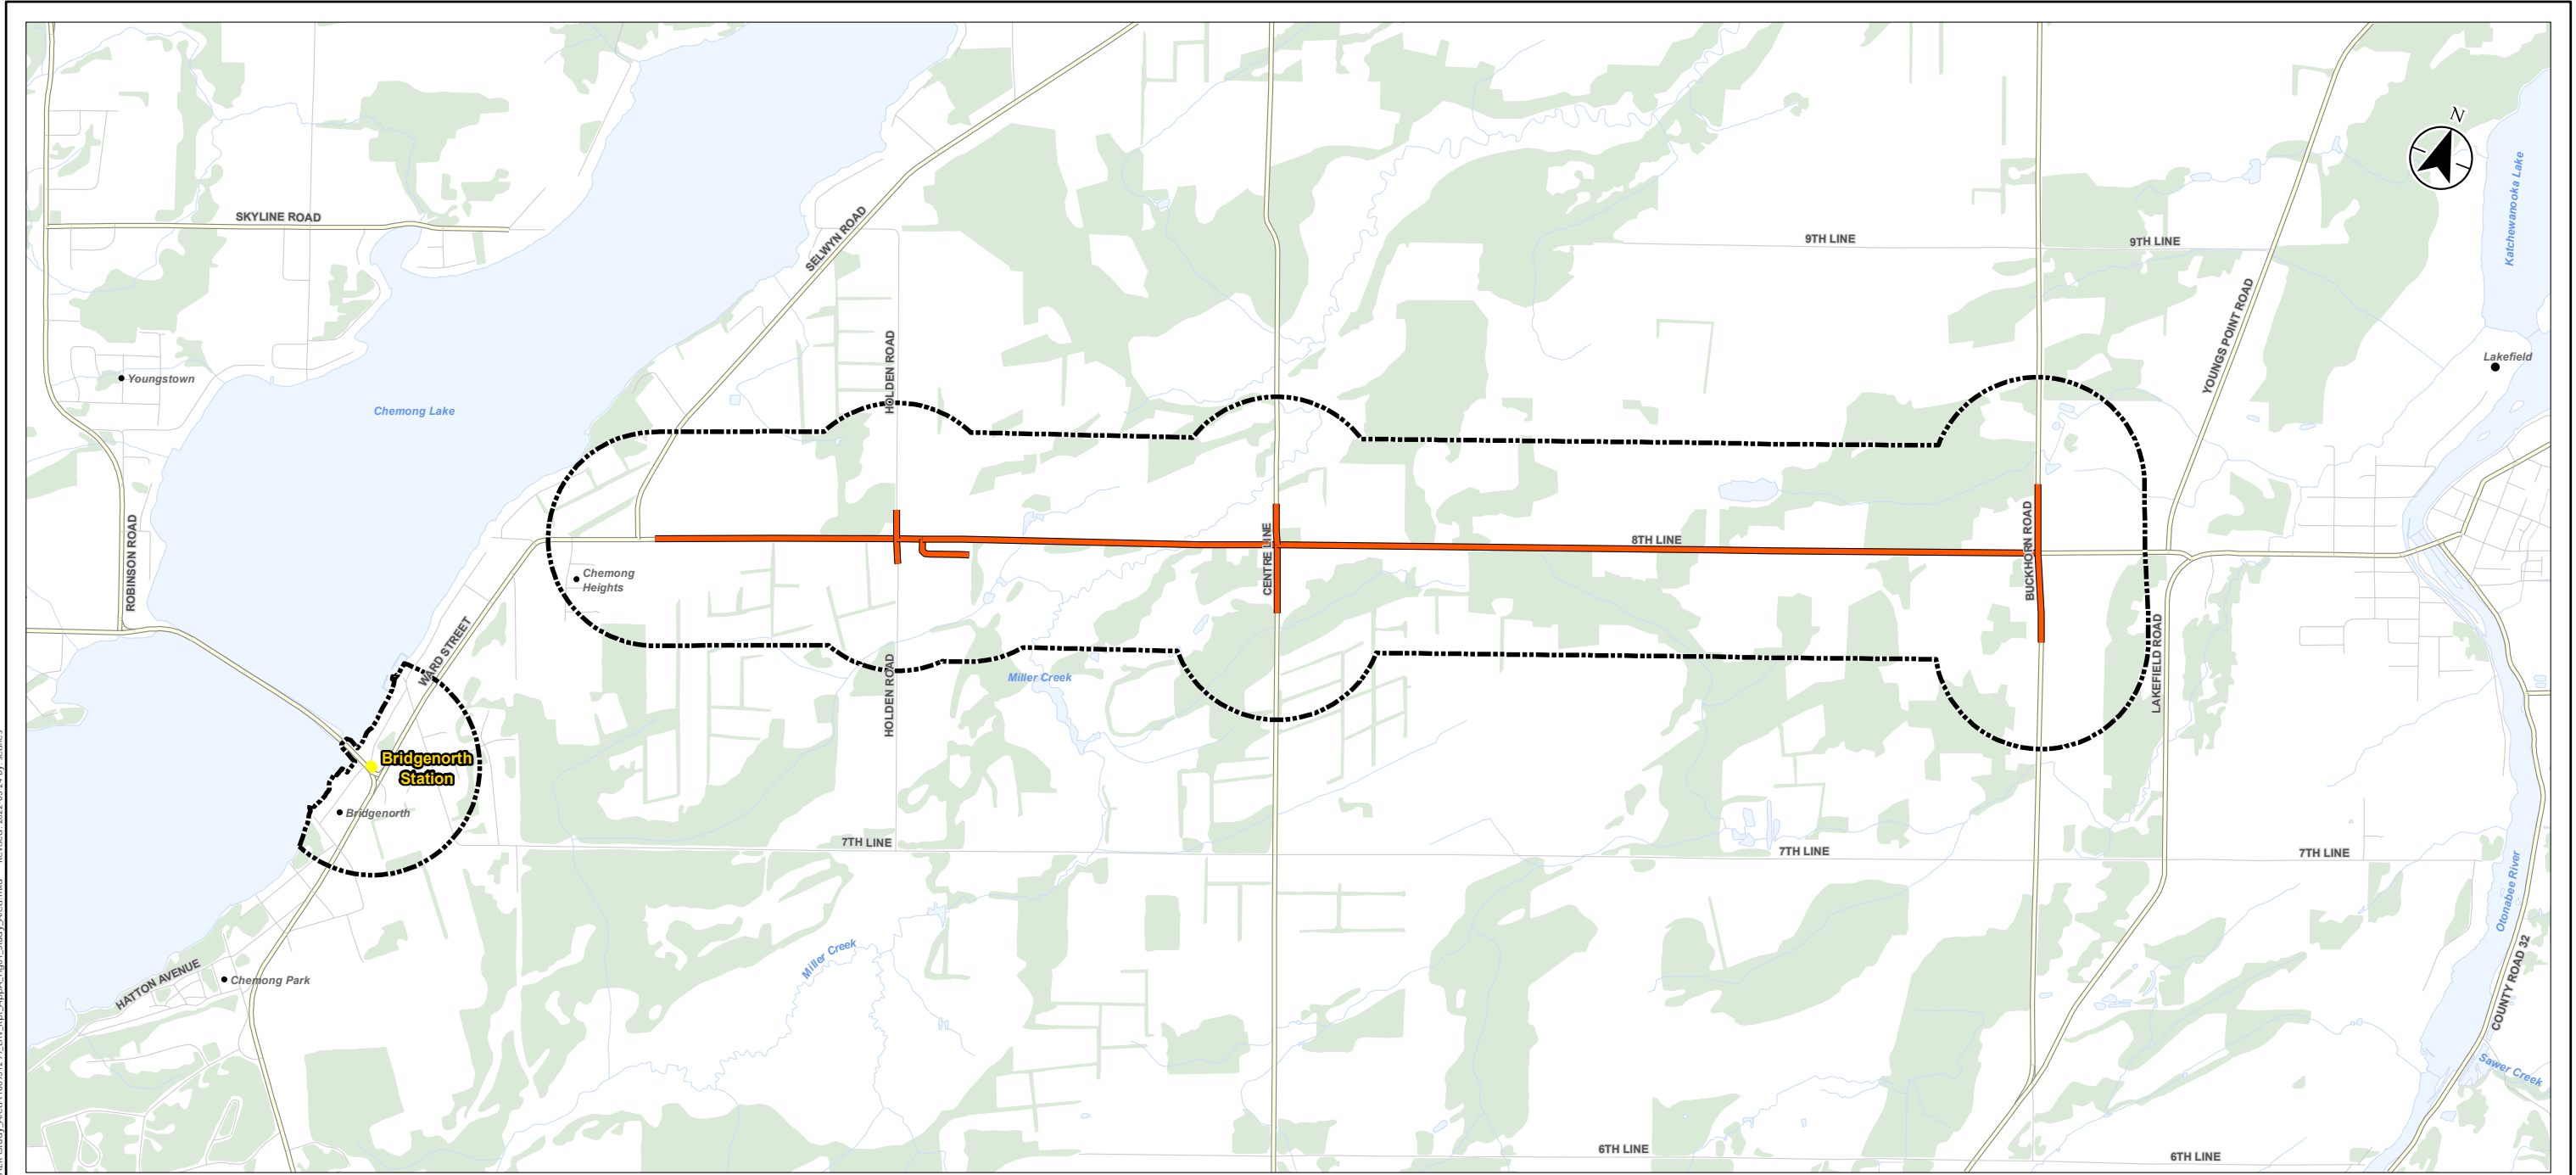 N
Katchewanooka Lake
SKYLINE ROAD
SELWYN ROAD
9TH LINE
9TH LINE
YOUNGS POINT ROAD
HOLDEN ROAD
Lakefield
Youngstown
Chemong Lake
ROBINSON ROAD
CENTRE LINE
8TH LINE
BUCKHORN ROAD
Chemong
Heights
WARD STREET
HOLDEN ROAD
LAKEFIELD ROAD
Miller Creek
Bridgenorth
Station
Bridgenorth
7TH LINE
7TH LINE
7TH LINE
Otonabee River
Miller Creek
HATTON AVENUE
Chemong Park
COUNTY ROAD 32
Sawer Creek
6TH LINE
6TH LINE